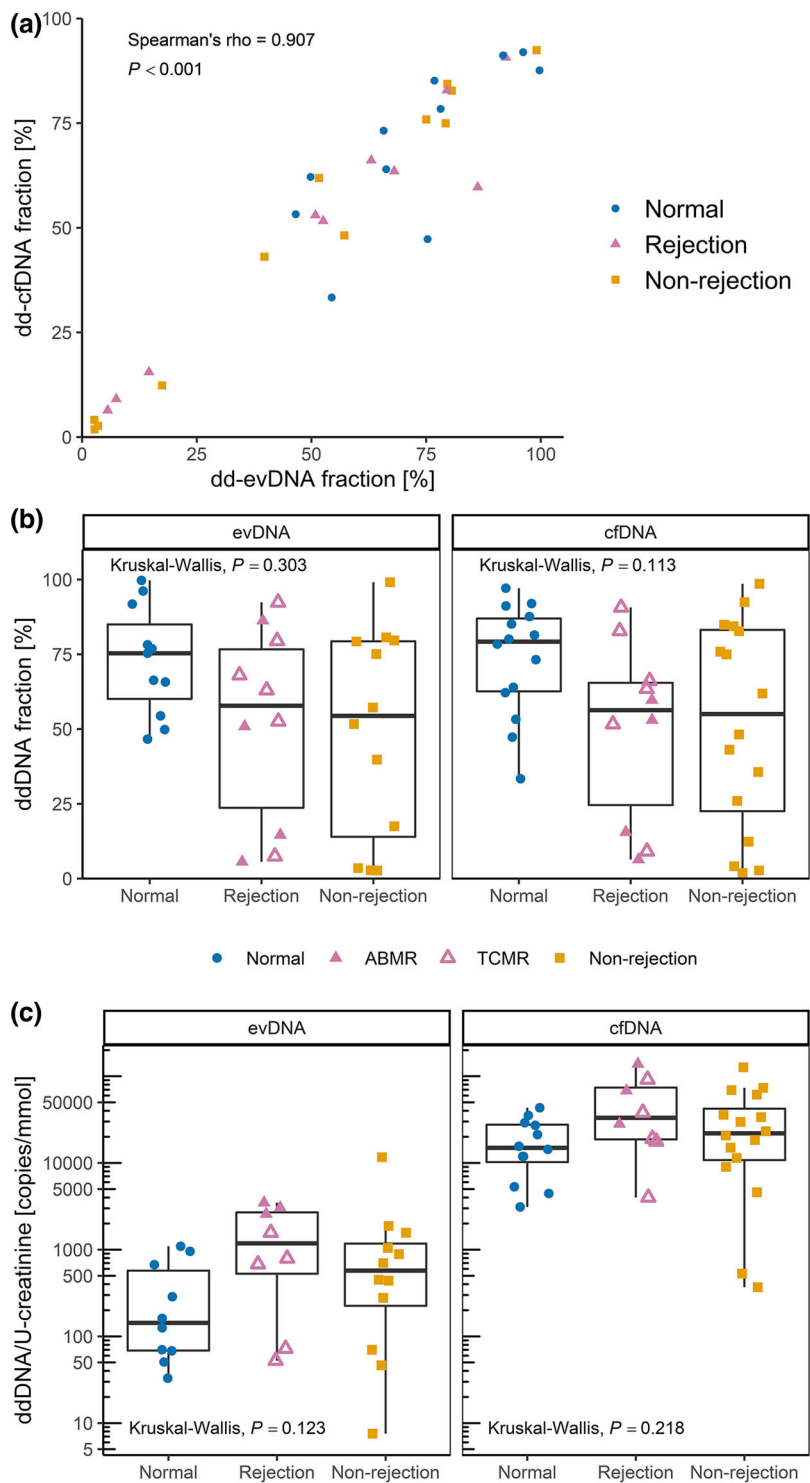 (a)
Spearman's rho = 0.907
P < 0.001
100
75
50
25
0
dd-cfDNA fraction [%]
0 25 50 75 100
dd-evDNA fraction [%]
Normal
Rejection
Non-rejection
(b)
evDNA cfDNA
Kruskal-Wallis, P = 0.303 Kruskal-Wallis, P = 0.113
100
75
50
25
0
ddDNA fraction [%]
Normal Rejection Non-rejection Normal Rejection Non-rejection
Normal ABMR TCMR Non-rejection
(c)
evDNA cfDNA
50000
10000
5000
1000
500
100
50
10
5
ddDNA/U-creatinine [copies/mmol]
Kruskal-Wallis, P = 0.123 Kruskal-Wallis, P = 0.218
Normal Rejection Non-rejection Normal Rejection Non-rejection